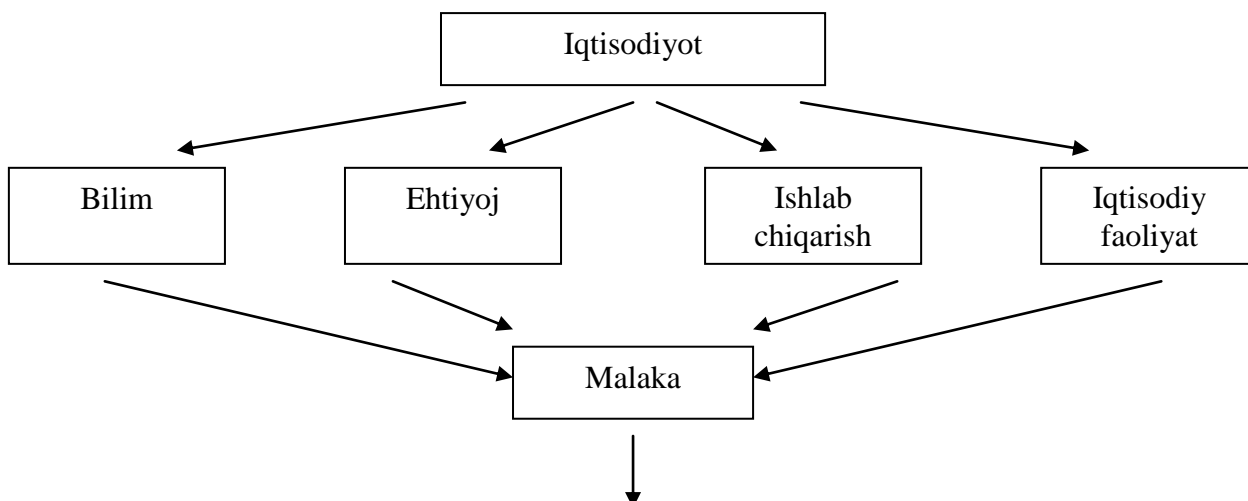 Iqtisodiyot
Bilim
Ehtiyoj
Ishlab
chiqarish
Iqtisodiy
faoliyat
Malaka